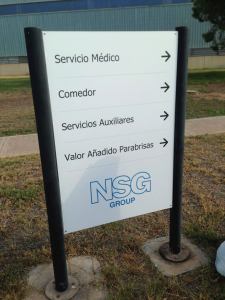 Servicio Médico
Comedor
Servicios Auxiliares
Valor Añadido Parabrisas
NSG
GROUP